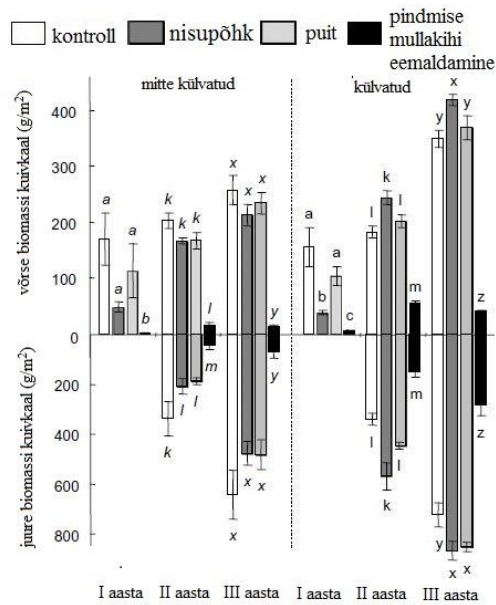 kontroll
nisupõhk
puit
pindmise
mullakihi
eemaldamine
mitte külvatud
külvatud
võrse biomassi kuivkaal (g/m²)
juure biomassi kuivkaal (g/m²)
400
300
200
100
0
200
400
600
800
a a a b
k k k l
x x x y
a b a c
l k l m
y x y z
k l l m
x x x y
l k l m
y x x z
I aasta II aasta III aasta I aasta II aasta III aasta